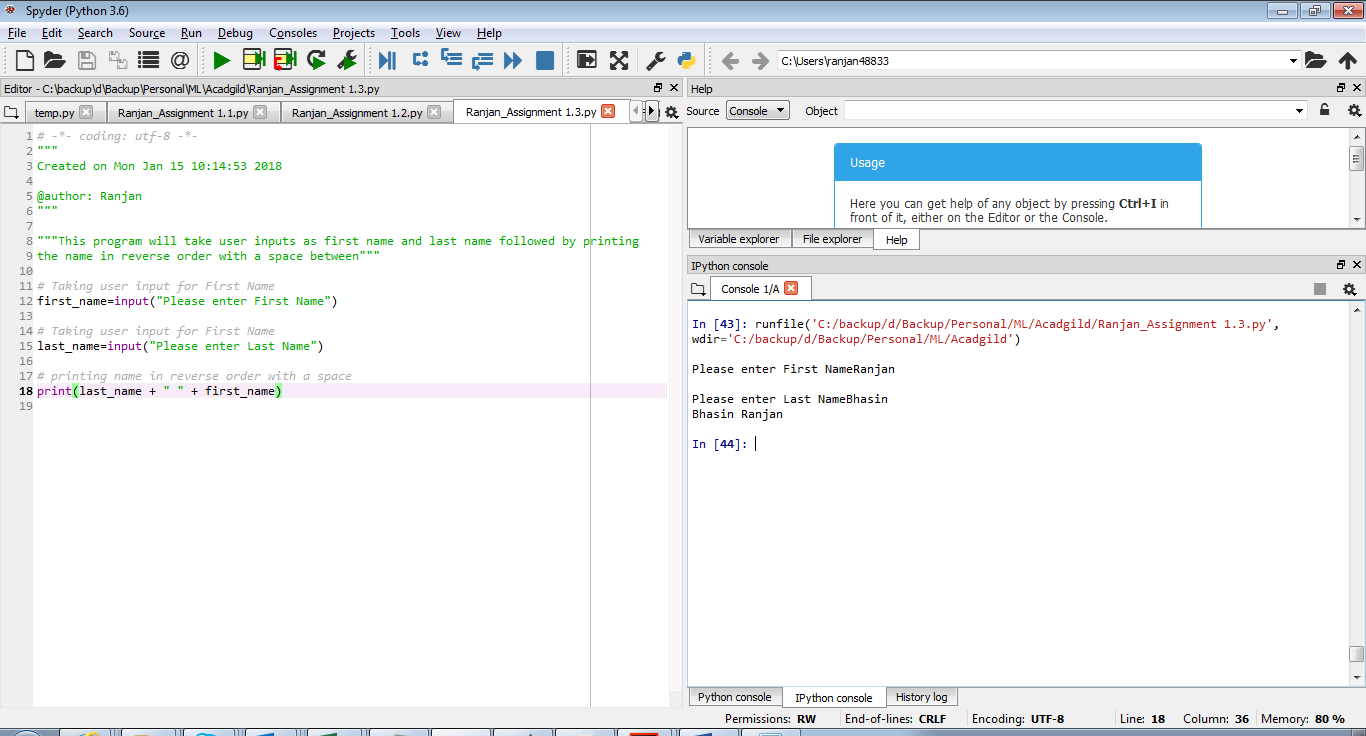 Spyder (Python 3.6)
File Edit Search Source Run Debug Consoles Projects Tools View Help
C:\Users\ranjan48833
Editor - C:\backup\d\Backup\Personal\ML\Acadgild\Ranjan_Assignment 1.3.py
temp.py Ranjan_Assignment 1.1.py Ranjan_Assignment 1.2.py Ranjan_Assignment 1.3.py
1 # -*- coding: utf-8 -*-
2 """
3 Created on Mon Jan 15 10:14:53 2018
4
5 @author: Ranjan
6 """
7
8 """This program will take user inputs as first name and last name followed by printing
9 the name in reverse order with a space between"""
10
11 # Taking user input for First Name
12 first_name=input("Please enter First Name")
13
14 # Taking user input for First Name
15 last_name=input("Please enter Last Name")
16
17 # printing name in reverse order with a space
18 print(last_name + " " + first_name)
19
Help
Source Console Object
Usage
Here you can get help of any object by pressing Ctrl+I in
front of it, either on the Editor or the Console.
Variable explorer File explorer Help
IPython console
Console 1/A
In [43]: runfile('C:/backup/d/Backup/Personal/ML/Acadgild/Ranjan_Assignment 1.3.py',
wdir='C:/backup/d/Backup/Personal/ML/Acadgild')
Please enter First NameRanjan
Please enter Last NameBhasin
Bhasin Ranjan
In [44]:
Python console IPython console History log
Permissions: RW End-of-lines: CRLF Encoding: UTF-8 Line: 18 Column: 36 Memory: 80 %